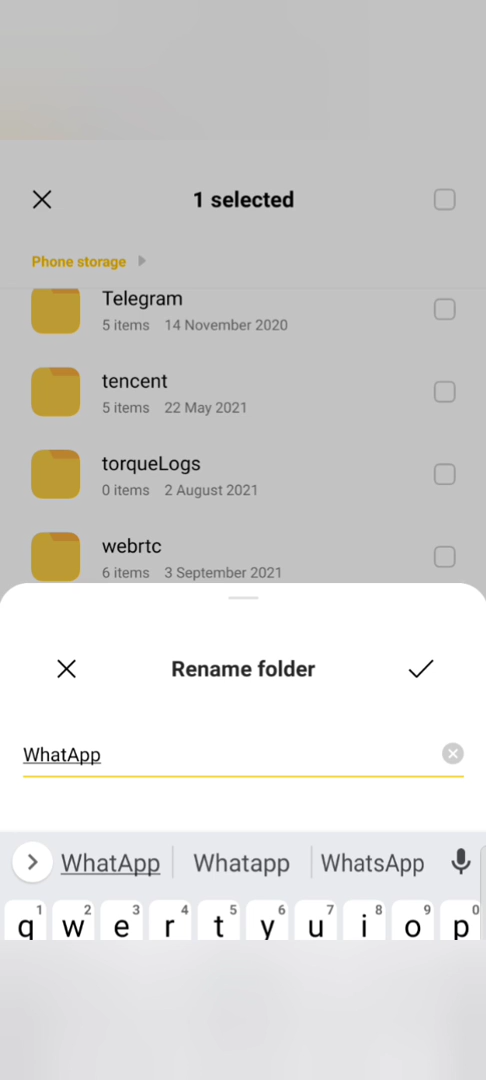 1 selected
Phone storage
Telegram
5 items 14 November 2020
tencent
5 items 22 May 2021
torqueLogs
0 items 2 August 2021
webrtc
6 items 3 September 2021
Rename folder
WhatApp
WhatApp Whatapp WhatsApp
1 2 3 4 5 6 7 8 9 0
q w e r t y u i o p